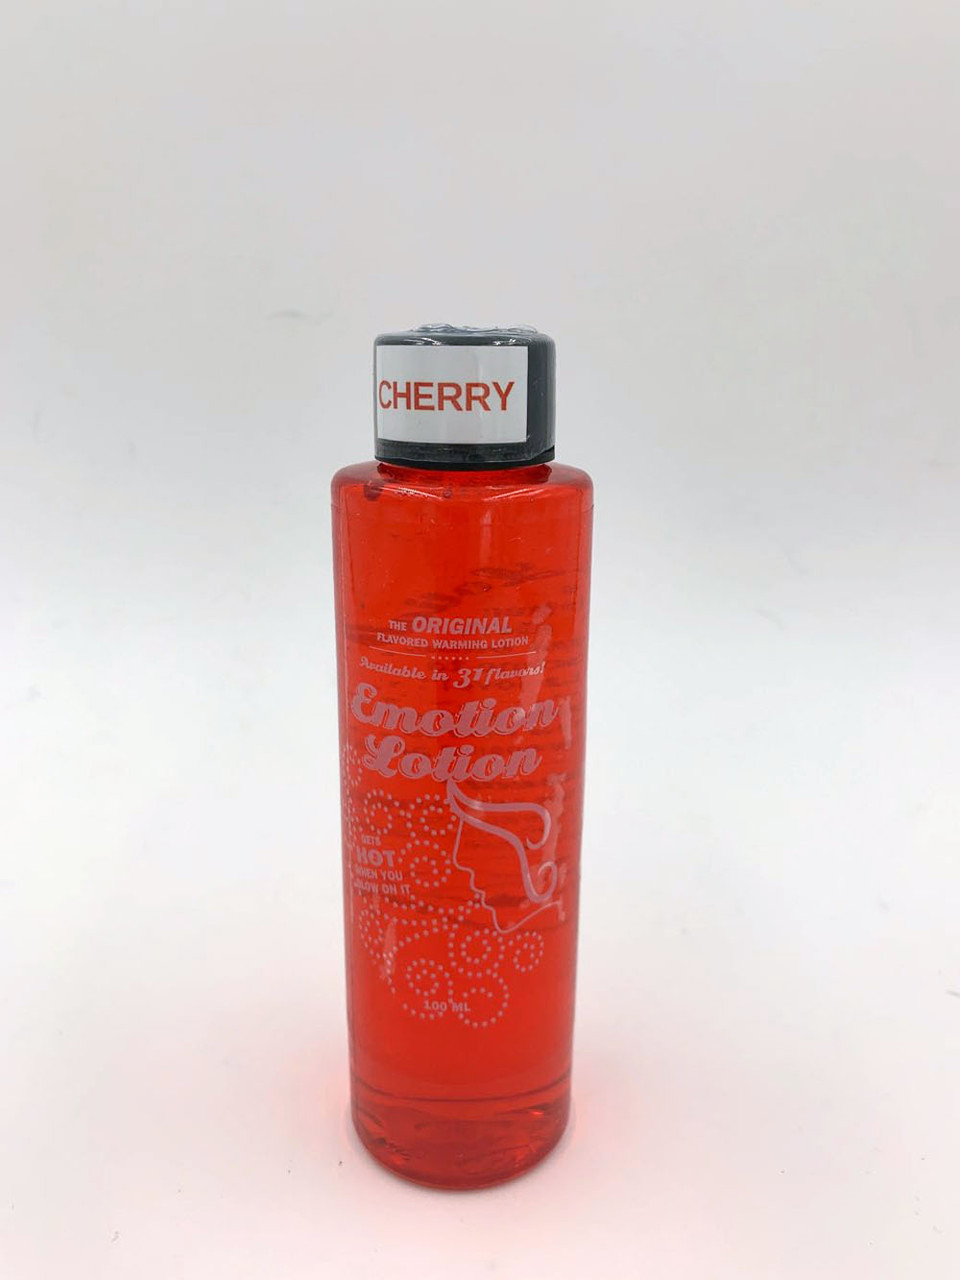 CHERRY
THE ORIGINAL
FLAVORED WARMING LOTION
Available in 31 flavors!
Emotion
Lotion
GETS
HOT
WHEN YOU
BLOW ON IT
100 ML